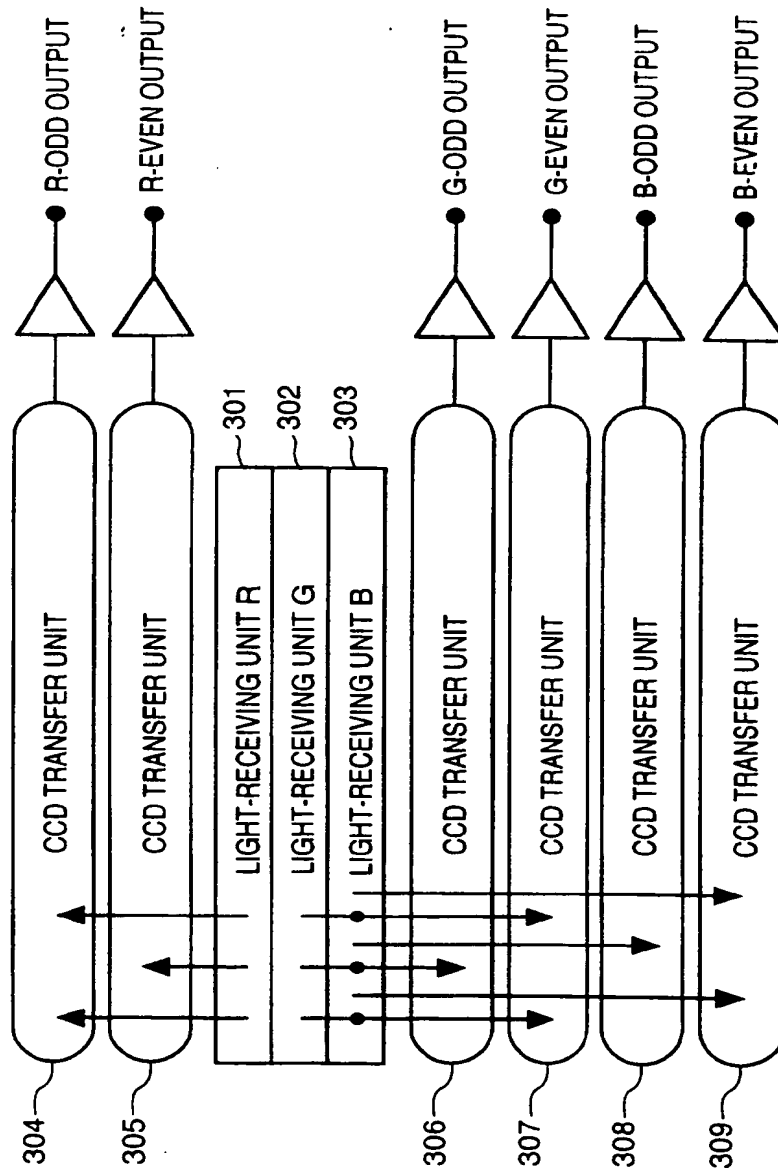 304
CCD TRANSFER UNIT
R-ODD OUTPUT
305
CCD TRANSFER UNIT
R-EVEN OUTPUT
LIGHT-RECEIVING UNIT R
301
LIGHT-RECEIVING UNIT G
302
LIGHT-RECEIVING UNIT B
303
306
CCD TRANSFER UNIT
G-ODD OUTPUT
307
CCD TRANSFER UNIT
G-EVEN OUTPUT
308
CCD TRANSFER UNIT
B-ODD OUTPUT
309
CCD TRANSFER UNIT
B-EVEN OUTPUT